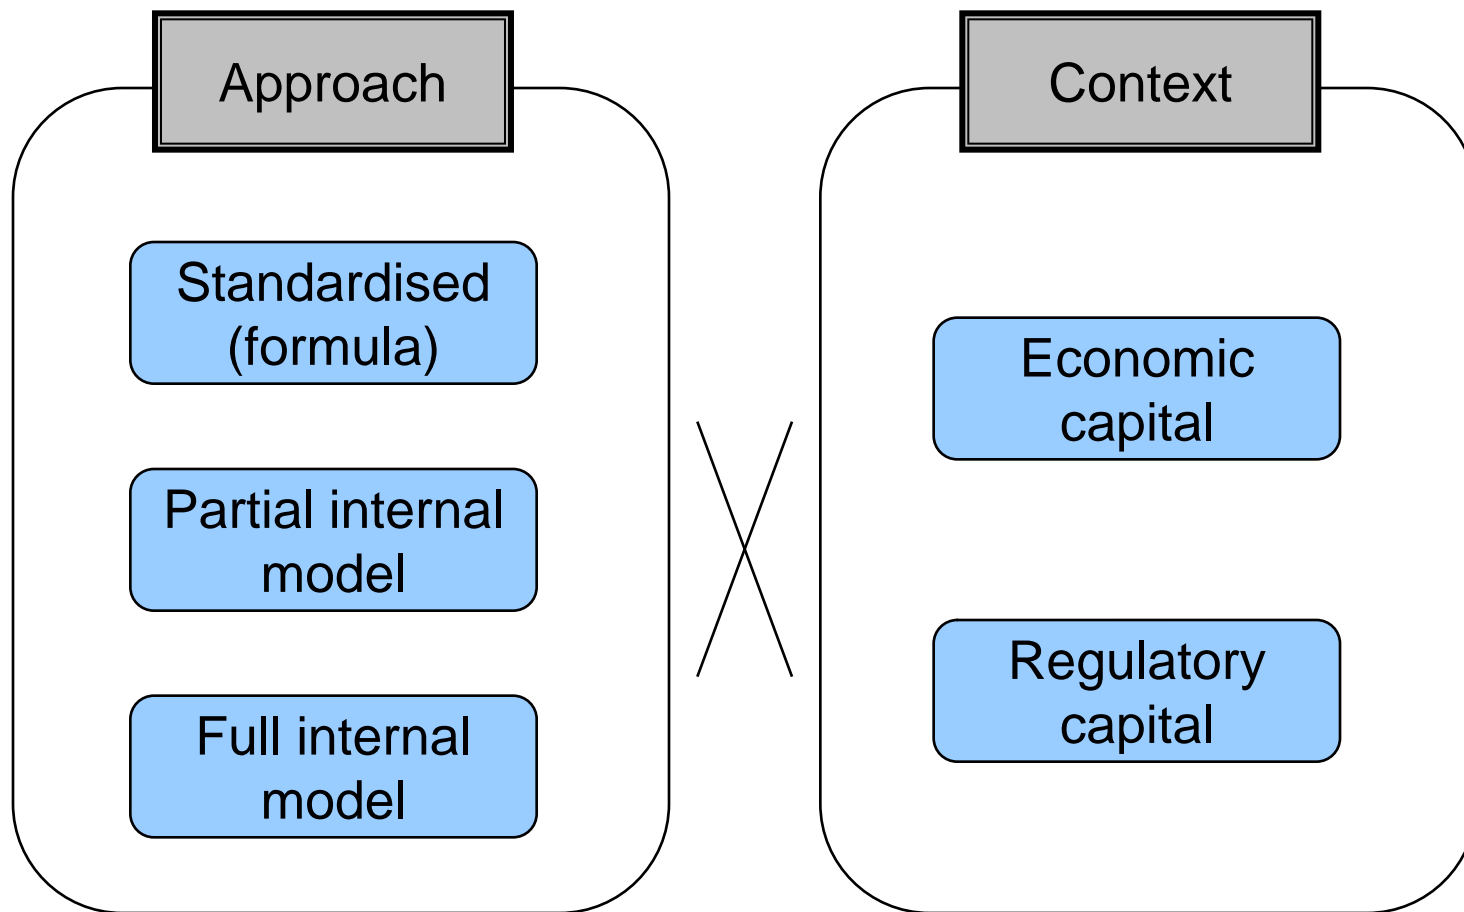 Approach
Standardised
(formula)
Partial internal
model
Full internal
model
Context
Economic
capital
Regulatory
capital